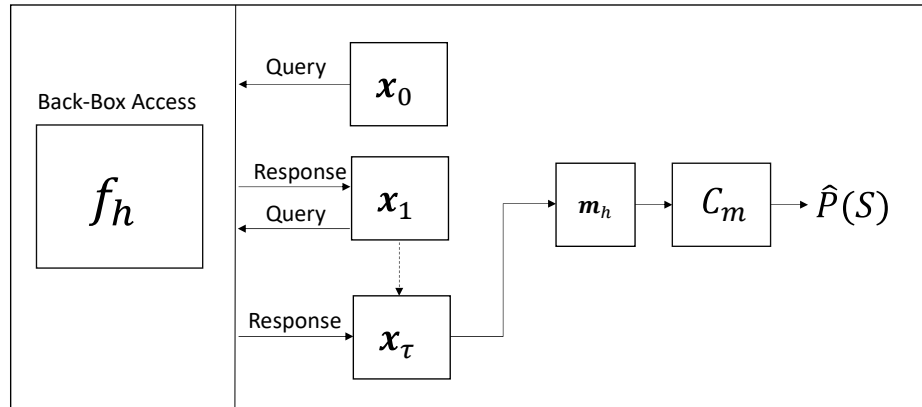 Back-Box Access
f_h
Query
x_0
Response
x_1
Query
Response
x_τ
m_h
C_m
P̂(S)